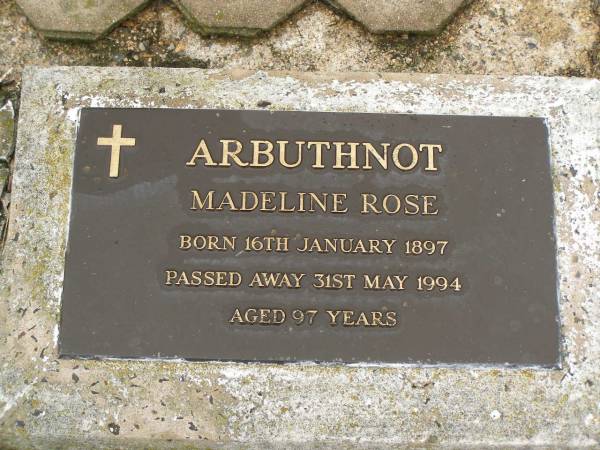 ARBUTHNOT
MADELINE ROSE
BORN 16TH JANUARY 1897
PASSED AWAY 31ST MAY 1994
AGED 97 YEARS